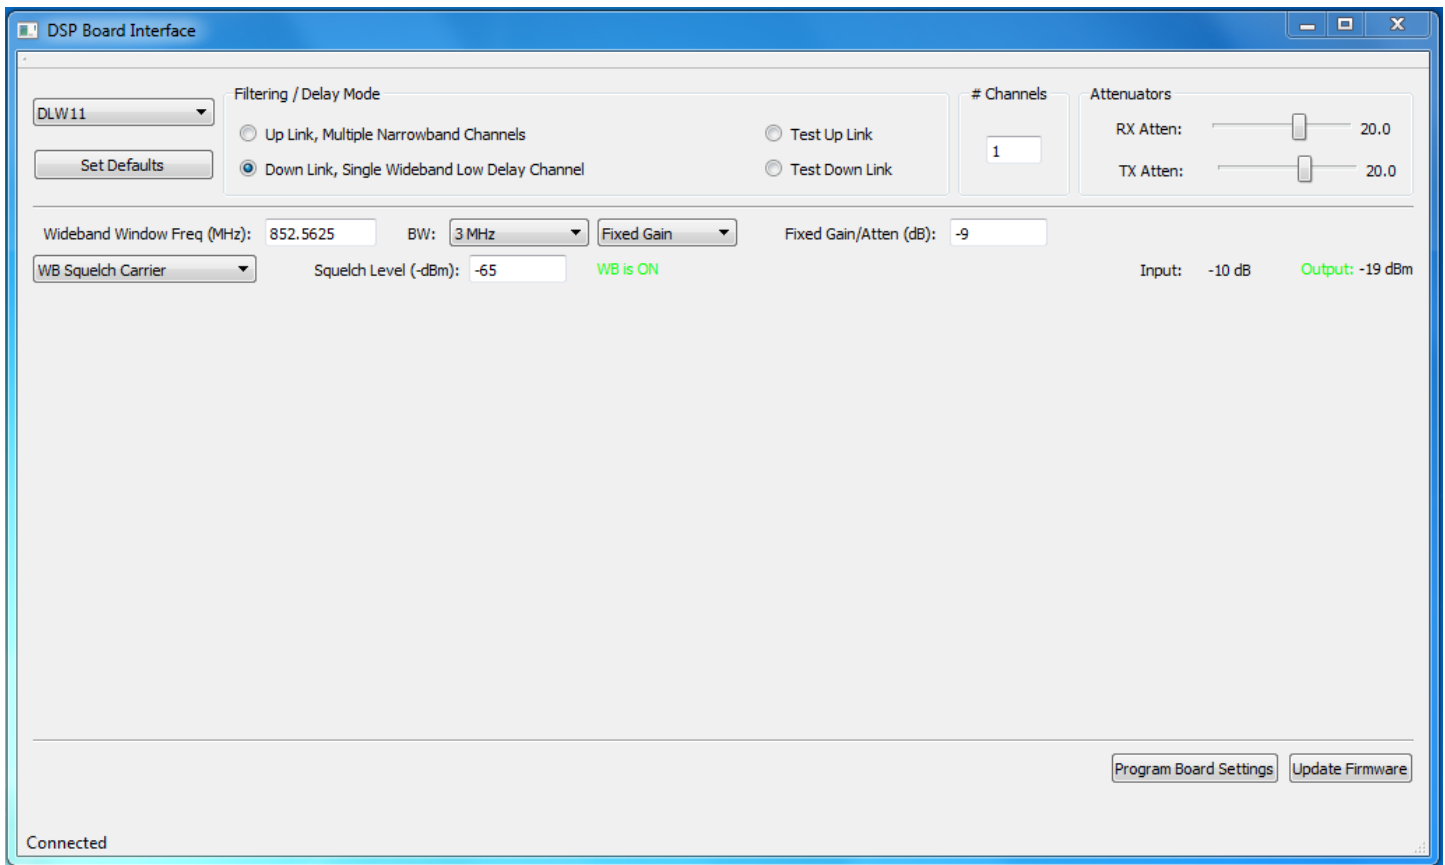 DSP Board Interface
DLW11
Set Defaults
Filtering / Delay Mode
Up Link, Multiple Narrowband Channels
Test Up Link
Down Link, Single Wideband Low Delay Channel
Test Down Link
# Channels
1
Attenuators
RX Atten: 20.0
TX Atten: 20.0
Wideband Window Freq (MHz): 852.5625 BW: 3 MHz Fixed Gain Fixed Gain/Atten (dB): -9
WB Squelch Carrier Squelch Level (-dBm): -65 WB is ON Input: -10 dB Output: -19 dBm
Program Board Settings Update Firmware
Connected